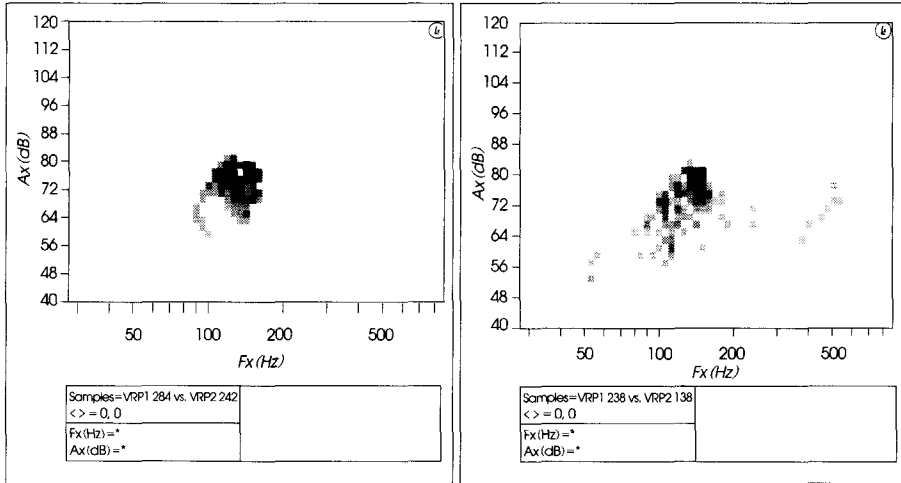 120
112
104
96
88
80
72
64
56
48
40
Ax(dB)
50 100 200 500
Fx(Hz)
Samples=VRP1 284 vs. VRP2 242
<> = 0, 0
Fx(Hz)=*
Ax(dB)=*
120
112
104
96
88
80
72
64
56
48
40
Ax(dB)
50 100 200 500
Fx(Hz)
Samples=VRP1 238 vs. VRP2 138
<> = 0, 0
Fx(Hz)=*
Ax(dB)=*